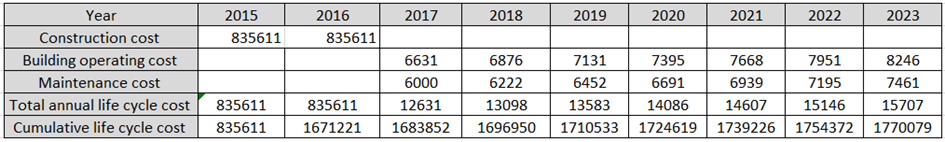 Year 2015 2016 2017 2018 2019 2020 2021 2022 2023
Construction cost 835611 835611
Building operating cost 6631 6876 7131 7395 7668 7951 8246
Maintenance cost 6000 6222 6452 6691 6939 7195 7461
Total annual life cycle cost 835611 835611 12631 13098 13583 14086 14607 15146 15707
Cumulative life cycle cost 835611 1671221 1683852 1696950 1710533 1724619 1739226 1754372 1770079